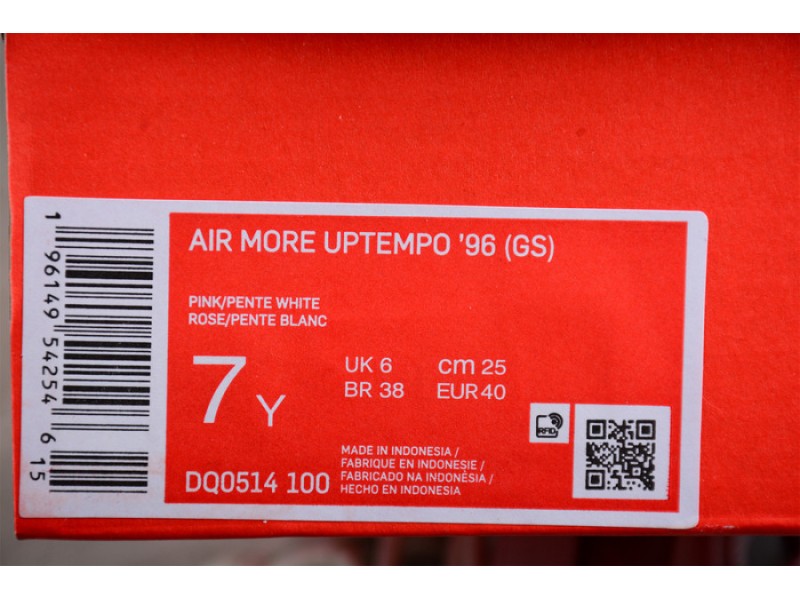 AIR MORE UPTEMPO '96 (GS)
PINK/PENTE WHITE
ROSE/PENTE BLANC
7 Y
UK 6 cm 25
BR 38 EUR 40
DQ0514 100
MADE IN INDONESIA /
FABRIQUE EN INDONESIE /
FABRICADO NA INDONÉSIA /
HECHO EN INDONESIA
RFID
1 96149 54254 6 15